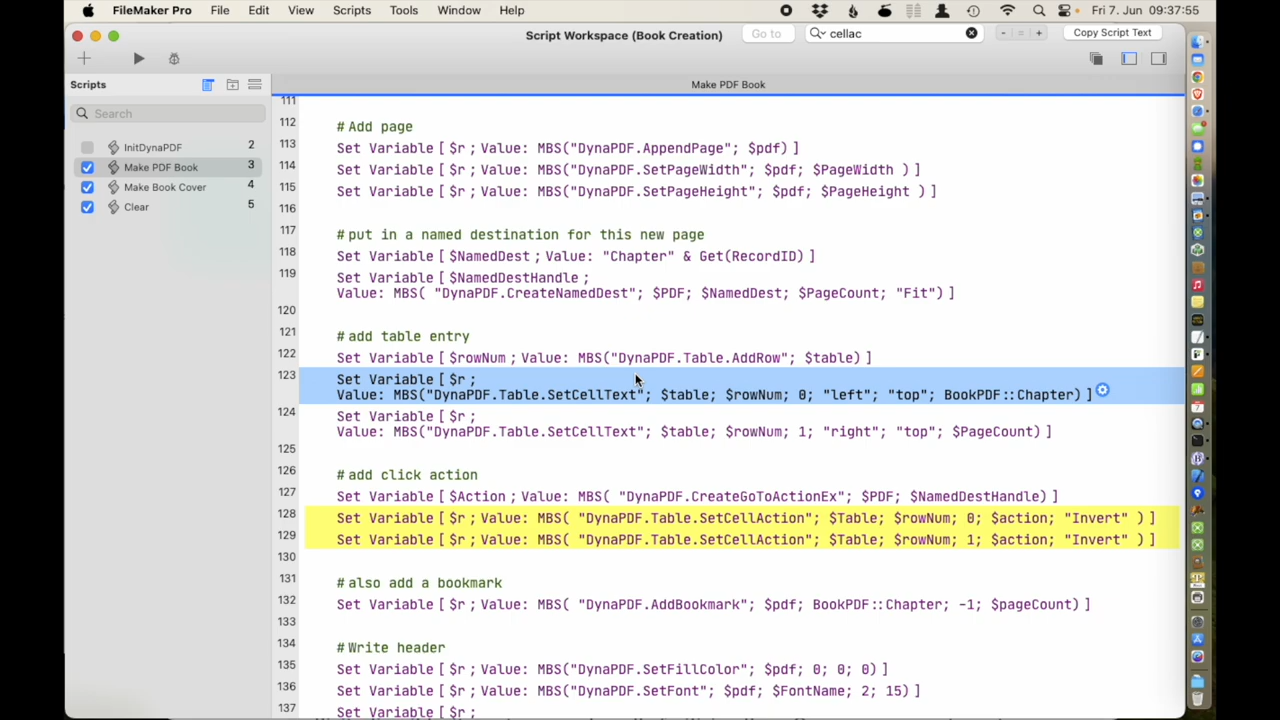 FileMaker Pro File Edit View Scripts Tools Window Help Fri 7. Jun 09:37:55
Script Workspace (Book Creation) Go to cellac - = + Copy Script Text
Scripts
Make PDF Book
Search
InitDynaPDF 2
Make PDF Book 3
Make Book Cover 4
Clear 5
111
112 # Add page
113 Set Variable [ $r ; Value: MBS("DynaPDF.AppendPage"; $pdf) ]
114 Set Variable [ $r ; Value: MBS("DynaPDF.SetPageWidth"; $pdf; $PageWidth ) ]
115 Set Variable [ $r ; Value: MBS("DynaPDF.SetPageHeight"; $pdf; $PageHeight ) ]
116
117 # put in a named destination for this new page
118 Set Variable [ $NamedDest ; Value: "Chapter" & Get(RecordID) ]
119 Set Variable [ $NamedDestHandle ;
Value: MBS( "DynaPDF.CreateNamedDest"; $PDF; $NamedDest; $PageCount; "Fit") ]
120
121 # add table entry
122 Set Variable [ $rowNum ; Value: MBS("DynaPDF.Table.AddRow"; $table) ]
123 Set Variable [ $r ;
Value: MBS("DynaPDF.Table.SetCellText"; $table; $rowNum; 0; "left"; "top"; BookPDF::Chapter) ]
124 Set Variable [ $r ;
Value: MBS("DynaPDF.Table.SetCellText"; $table; $rowNum; 1; "right"; "top"; $PageCount) ]
125
126 # add click action
127 Set Variable [ $Action ; Value: MBS( "DynaPDF.CreateGoToActionEx"; $PDF; $NamedDestHandle) ]
128 Set Variable [ $r ; Value: MBS( "DynaPDF.Table.SetCellAction"; $Table; $rowNum; 0; $action; "Invert" ) ]
129 Set Variable [ $r ; Value: MBS( "DynaPDF.Table.SetCellAction"; $Table; $rowNum; 1; $action; "Invert" ) ]
130
131 # also add a bookmark
132 Set Variable [ $r ; Value: MBS( "DynaPDF.AddBookmark"; $pdf; BookPDF::Chapter; -1; $pageCount) ]
133
134 # Write header
135 Set Variable [ $r ; Value: MBS("DynaPDF.SetFillColor"; $pdf; 0; 0; 0) ]
136 Set Variable [ $r ; Value: MBS("DynaPDF.SetFont"; $pdf; $FontName; 2; 15) ]
137 Set Variable [ $r ;